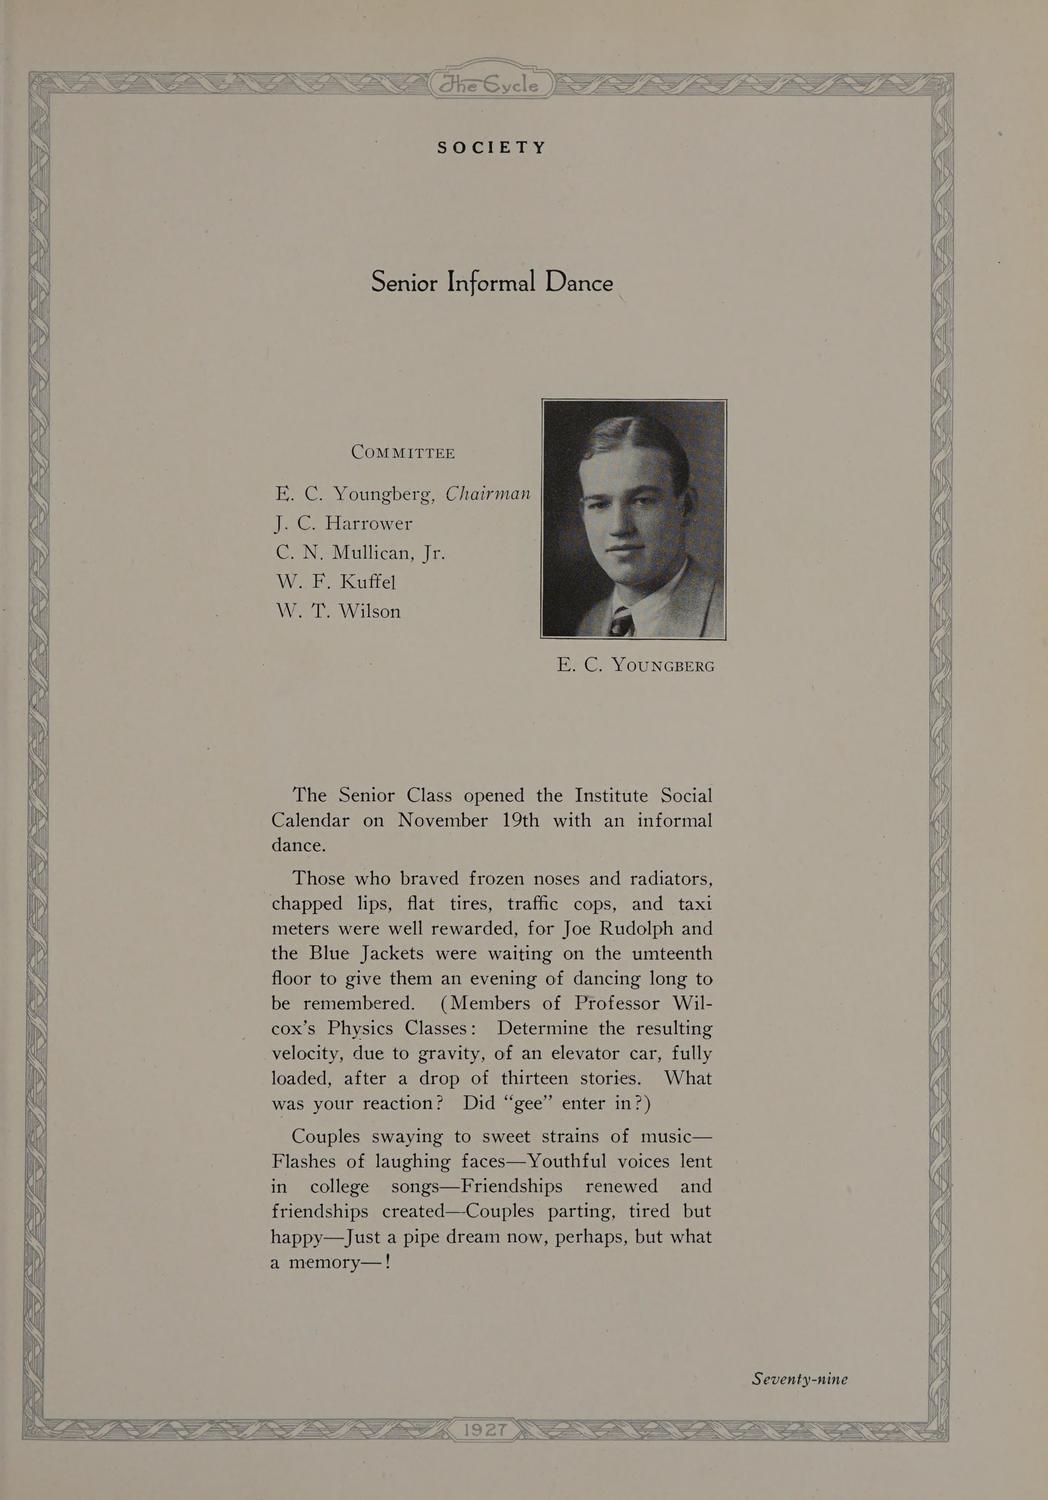 The Cycle
SOCIETY
Senior Informal Dance
COMMITTEE
E. C. Youngberg, Chairman
J. C. Harrower
C. N. Mullican, Jr.
W. F. Kuffel
W. T. Wilson
E. C. YOUNGBERG
The Senior Class opened the Institute Social
Calendar on November 19th with an informal
dance.
Those who braved frozen noses and radiators,
chapped lips, flat tires, traffic cops, and taxi
meters were well rewarded, for Joe Rudolph and
the Blue Jackets were waiting on the umteenth
floor to give them an evening of dancing long to
be remembered. (Members of Professor Wil-
cox's Physics Classes: Determine the resulting
velocity, due to gravity, of an elevator car, fully
loaded, after a drop of thirteen stories. What
was your reaction? Did “gee” enter in?)
Couples swaying to sweet strains of music—
Flashes of laughing faces—Youthful voices lent
in college songs—Friendships renewed and
friendships created—Couples parting, tired but
happy—Just a pipe dream now, perhaps, but what
a memory—!
Seventy-nine
1927